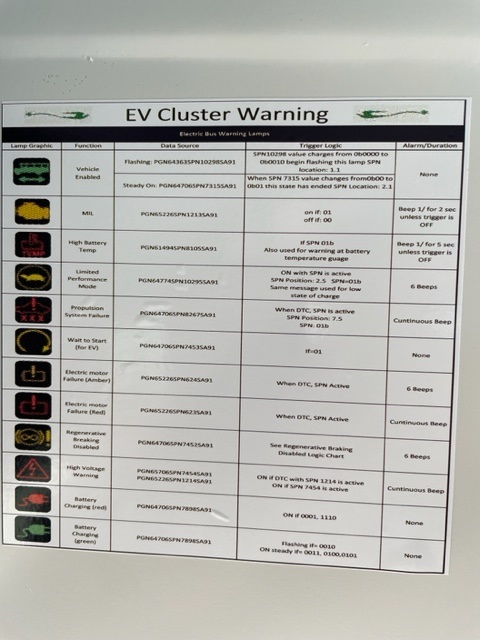 EV Cluster Warning
Electric Bus Warning Lamps
Lamp Graphic Function Data Source Trigger Logic Alarm/Duration
Vehicle
Enabled
Flashing: PGN64363SPN10298SA91
SPN10298 value charges from 0b0000 to
0b0010 begin flashing this lamp SPN
location: 1.1
Steady On: PGN64706SPN7315SA91
When SPN 7315 value changes from0b00 to
0b01 this state has ended SPN Location: 2.1
None
MIL
PGN65226SPN1213SA91
on if: 01
off if: 00
Beep 1/ for 2 sec
unless trigger is
OFF
TEMP
High Battery
Temp
PGN61494SPN8105SA91
If SPN 01b
Also used for warning at battery
temperature guage
Beep 1/ for 5 sec
unless trigger is
OFF
Limited
Performance
Mode
PGN64774SPN10295SA91
ON with SPN is active
SPN Position: 2.5 SPN=01b
Same message used for low
state of charge
6 Beeps
XXX
Propulsion
System Failure
PGN64706SPN8267SA91
When DTC, SPN is active
SPN Position: 7.5
SPN: 01b
Cuntinuous Beep
Wait to Start
(for EV)
PGN64706SPN7453SA91
If=01
None
Electric motor
Failure (Amber)
PGN65226SPN624SA91
When DTC, SPN Active
6 Beeps
Electric motor
Failure (Red)
PGN65226SPN623SA91
When DTC, SPN Active
Cuntinuous Beep
Regenerative
Breaking
Disabled
PGN64706SPN7452SA91
See Regenerative Braking
Disabled Logic Chart
6 Beeps
High Voltage
Warning
PGN65706SPN7454SA91
PGN652265SPN1214SA91
ON if DTC with SPN 1214 is active
ON if SPN 7454 is active
Cuntinuous Beep
Battery
Charging (red)
PGN64706SPN7898SA91
ON if 0001, 1110
None
Battery
Charging
(green)
PGN64706SPN7898SA91
Flashing if= 0010
ON steady if= 0011, 0100,0101
None